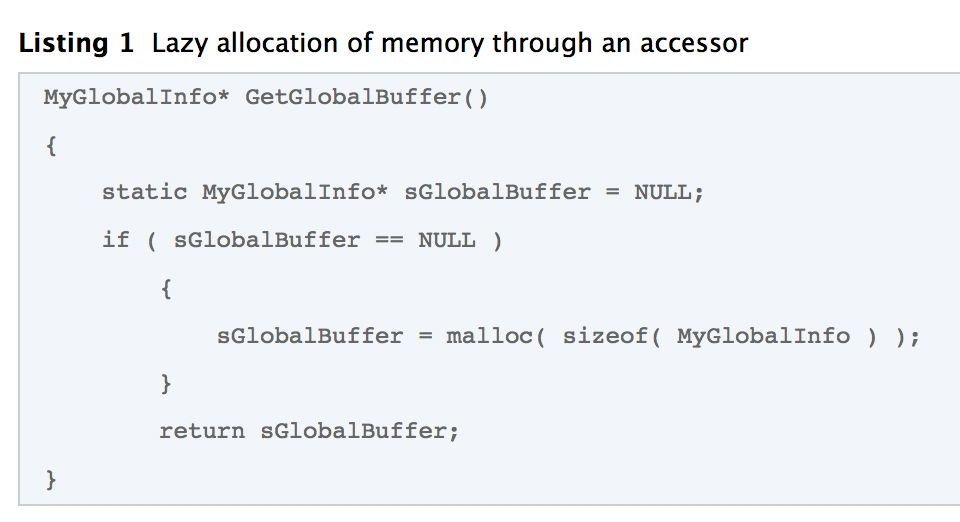 Listing 1 Lazy allocation of memory through an accessor
MyGlobalInfo* GetGlobalBuffer()
{
static MyGlobalInfo* sGlobalBuffer = NULL;
if ( sGlobalBuffer == NULL )
{
sGlobalBuffer = malloc( sizeof( MyGlobalInfo ) );
}
return sGlobalBuffer;
}